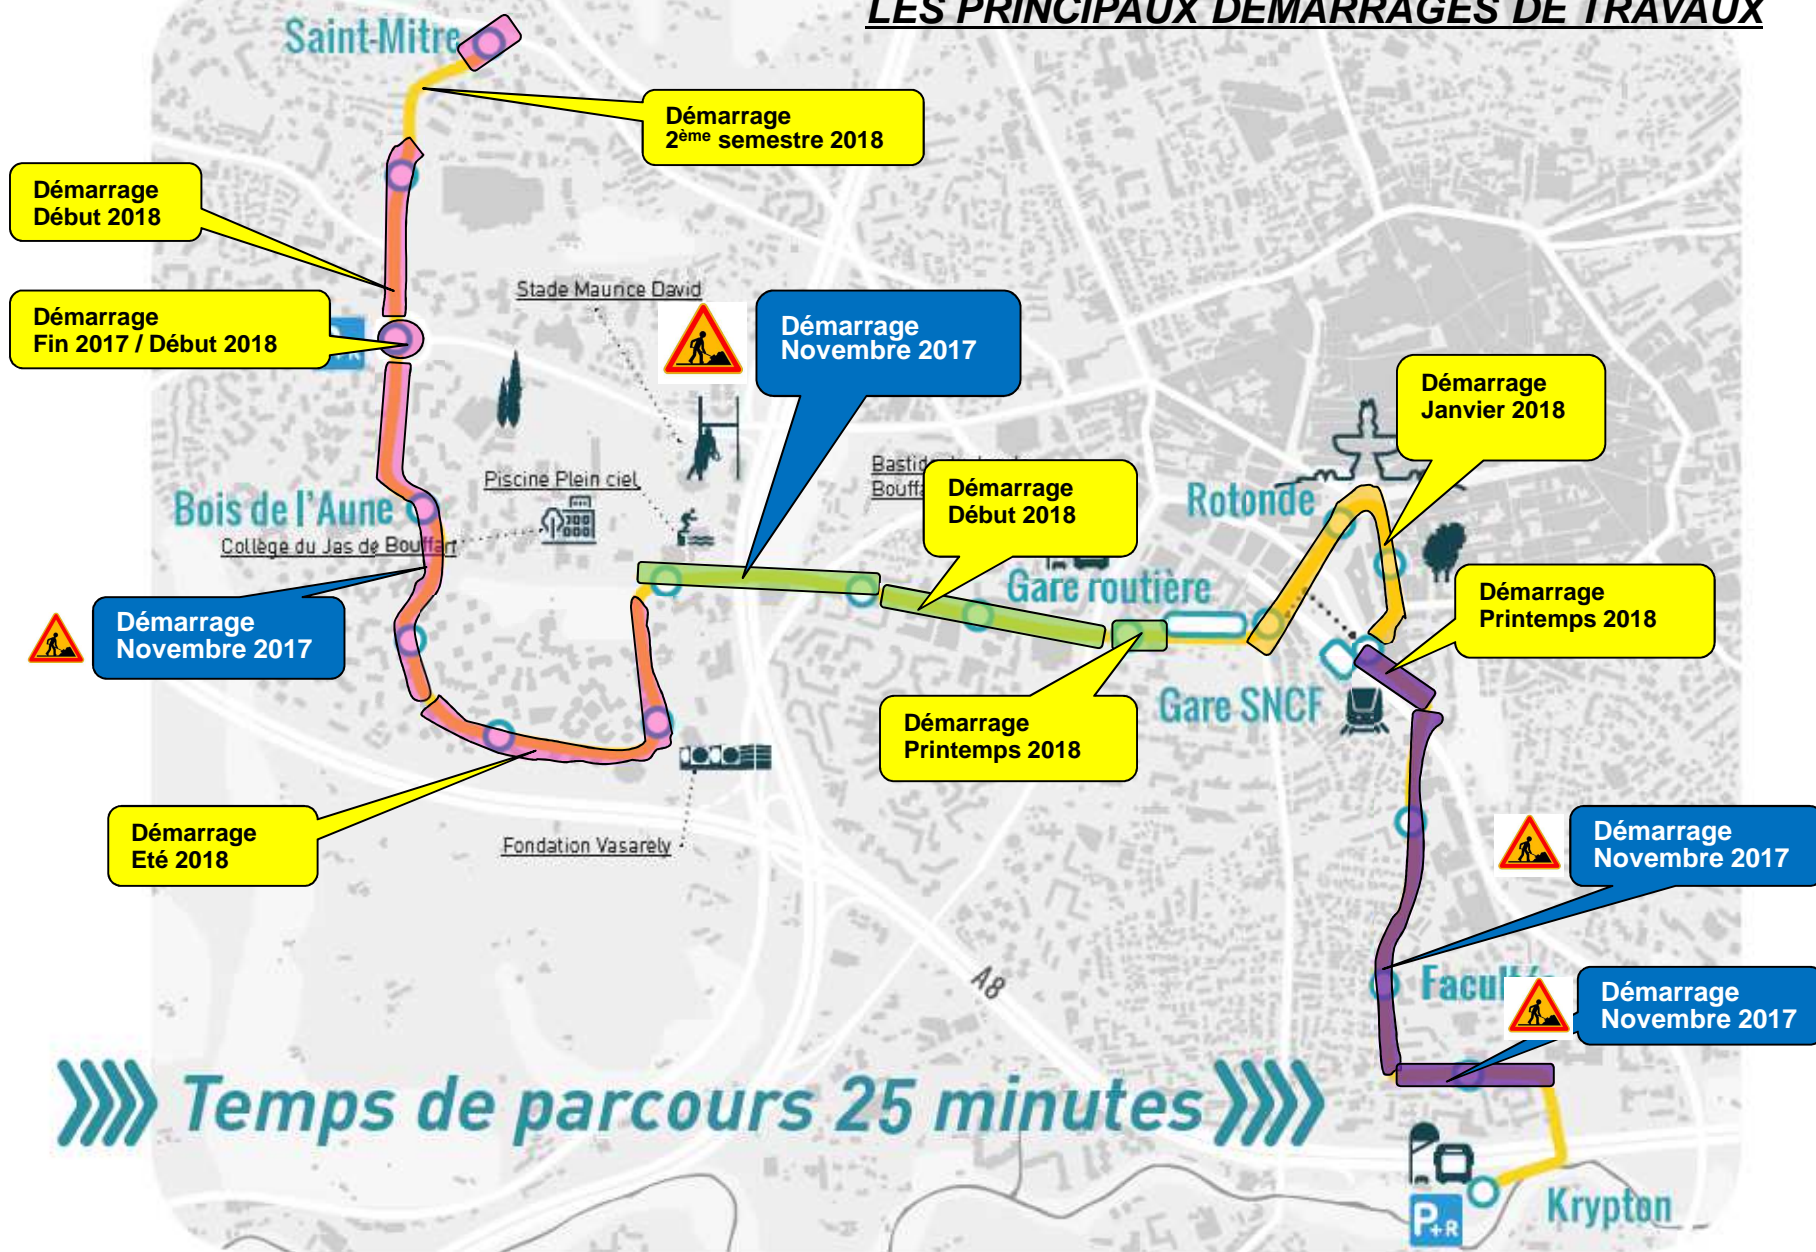 LES PRINCIPAUX DEMARRAGES DE TRAVAUX
Saint-Mitre
Démarrage
2ème semestre 2018
Démarrage
Début 2018
Démarrage
Fin 2017 / Début 2018
Stade Maurice David
Démarrage
Novembre 2017
Démarrage
Janvier 2018
Piscine Plein ciel
Bois de l'Aune
Collège du Jas de Bouffan
Démarrage
Début 2018
Rotonde
Gare routière
Démarrage
Printemps 2018
Démarrage
Novembre 2017
Gare SNCF
Démarrage
Printemps 2018
Démarrage
Eté 2018
Fondation Vasarely
Démarrage
Novembre 2017
A8
Démarrage
Novembre 2017
Temps de parcours 25 minutes
P+R
Krypton